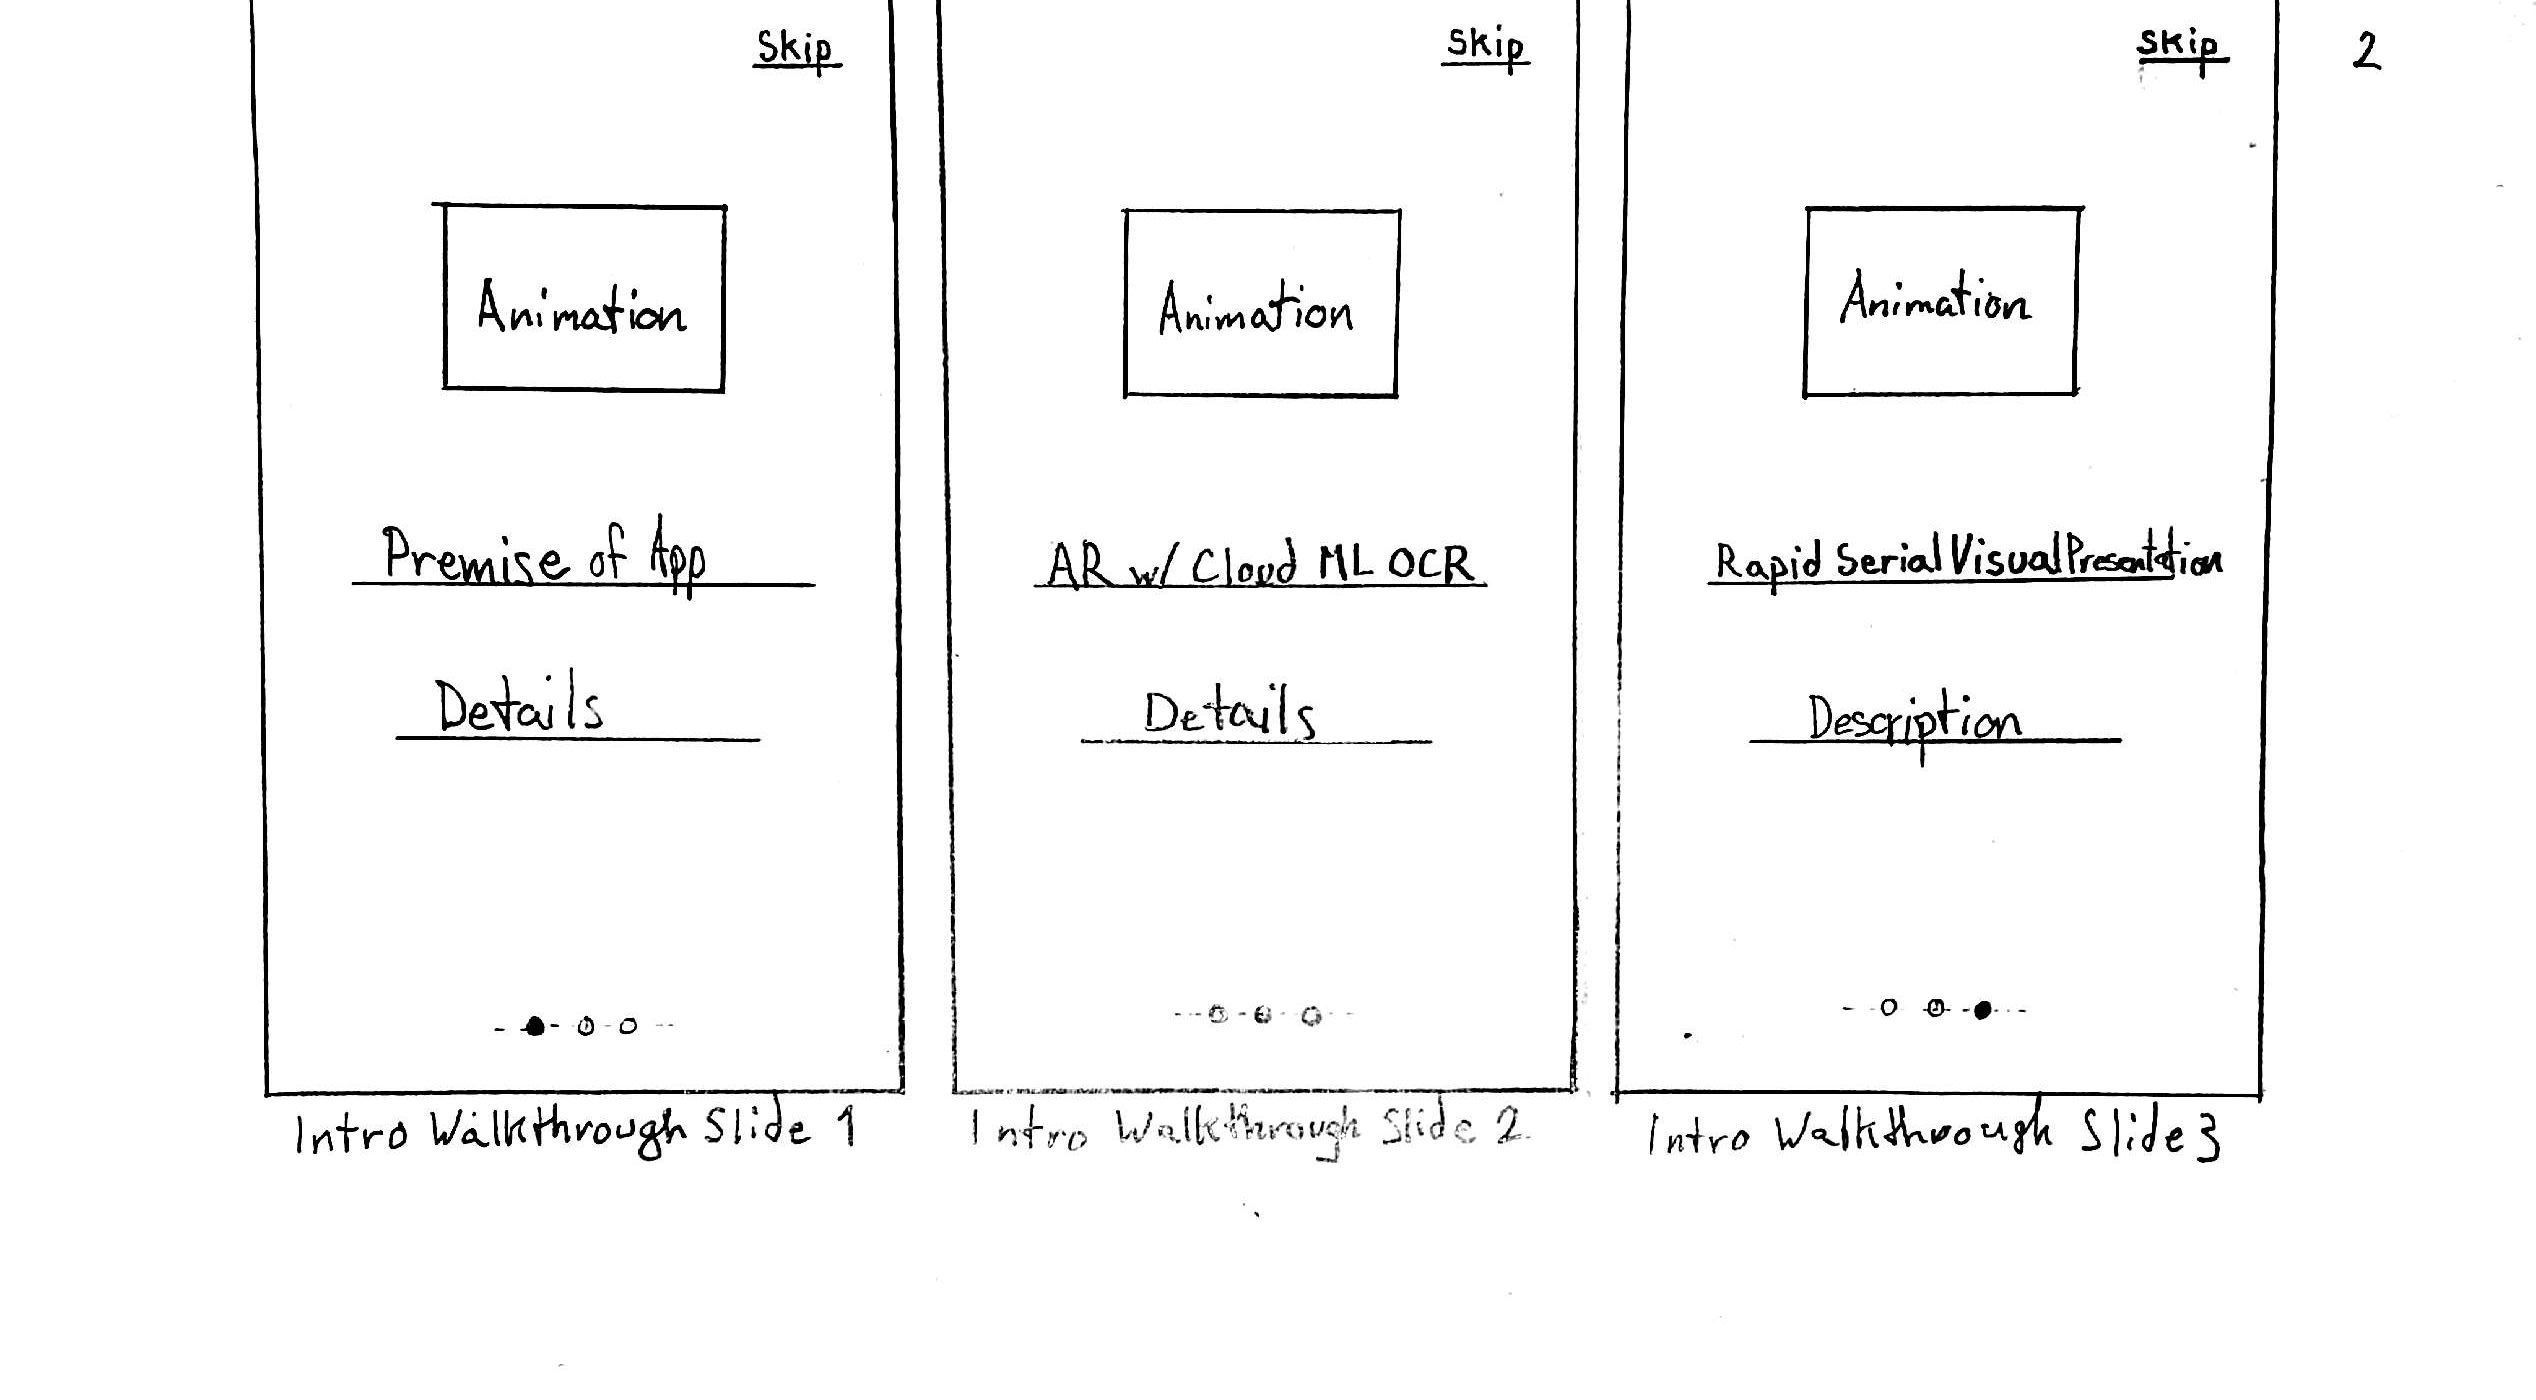 Skip
Skip
Skip
2
Animation
Animation
Animation
Premise of App
AR w/ Cloud ML OCR
Rapid Serial Visual Presentation
Details
Details
Description
Intro Walkthrough Slide 1
Intro Walkthrough Slide 2
Intro Walkthrough Slide 3